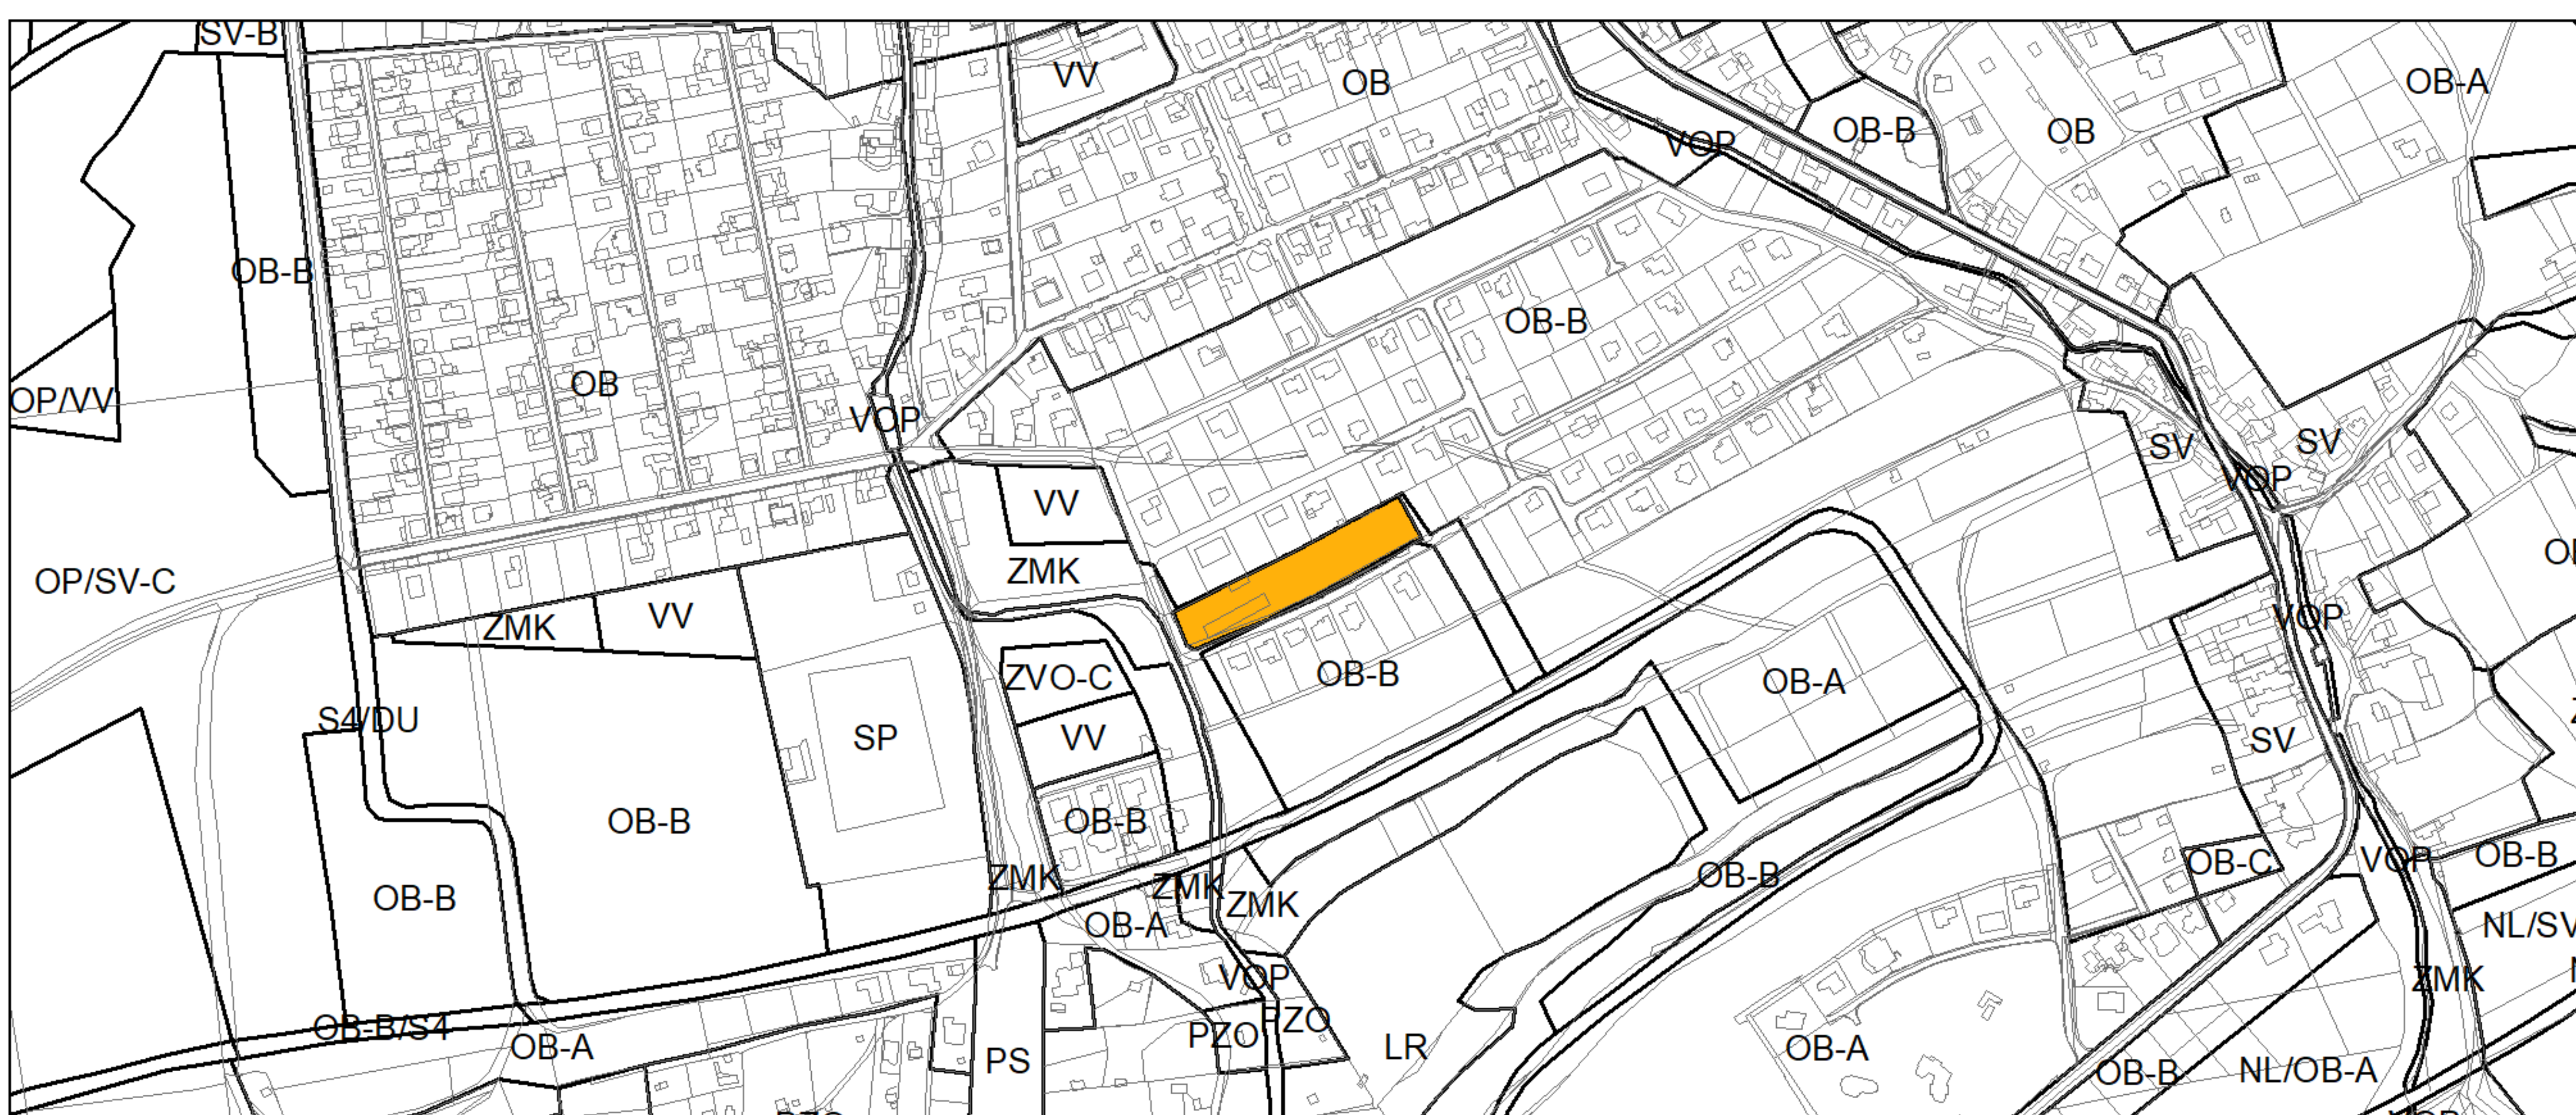 SV-B
VV
OB
OB-A
VOP
OB-B
OB
OB-B
OB-B
OP/VV
OB
VOP
SV
SV
VOP
VV
ZMK
OP/SV-C
ZMK
VV
VOP
ZVO-C
OB-B
OB-A
S4/DU
SP
VV
SV
OB-B
OB-B
OB-C
VOP
OB-B
ZMK
ZMK
OB-B
OB-B
ZMK
OB-A
NL/SV
VOP
ZMK
OB-B/S4
OB-A
PZO
PZO
PS
LR
OB-A
OB-B
NL/OB-A